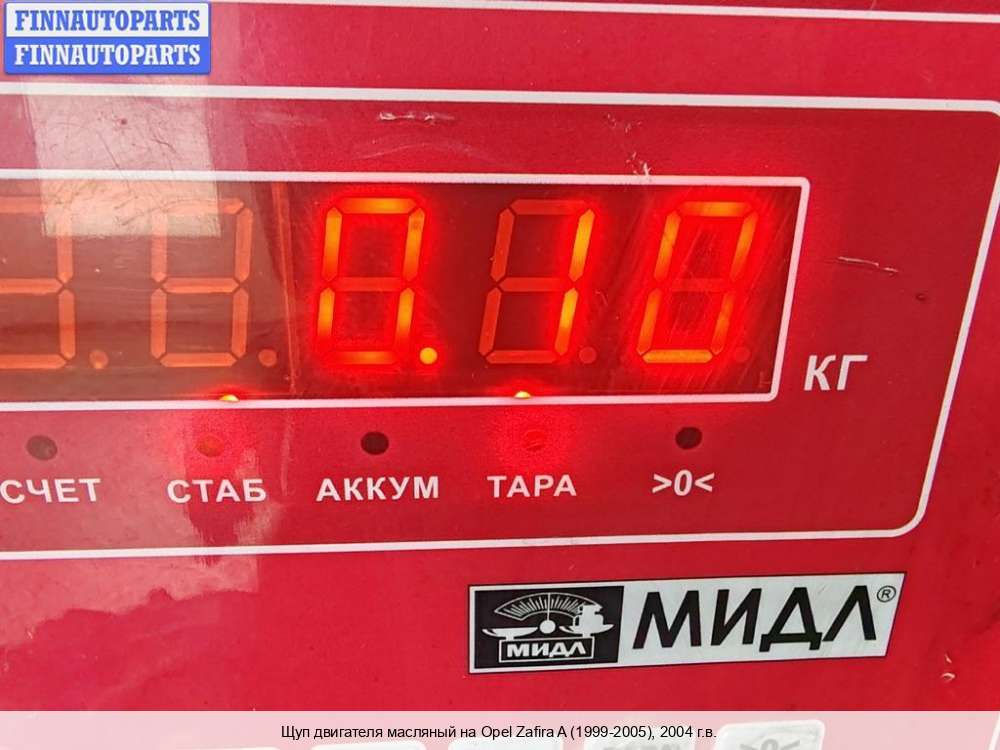 FINNAUTOPARTS
FINNAUTOPARTS
0.10
КГ
СЧЕТ СТАБ АККУМ ТАРА >0<
МИДЛ®
МИДЛ
Щуп двигателя масляный на Opel Zafira A (1999-2005), 2004 г.в.